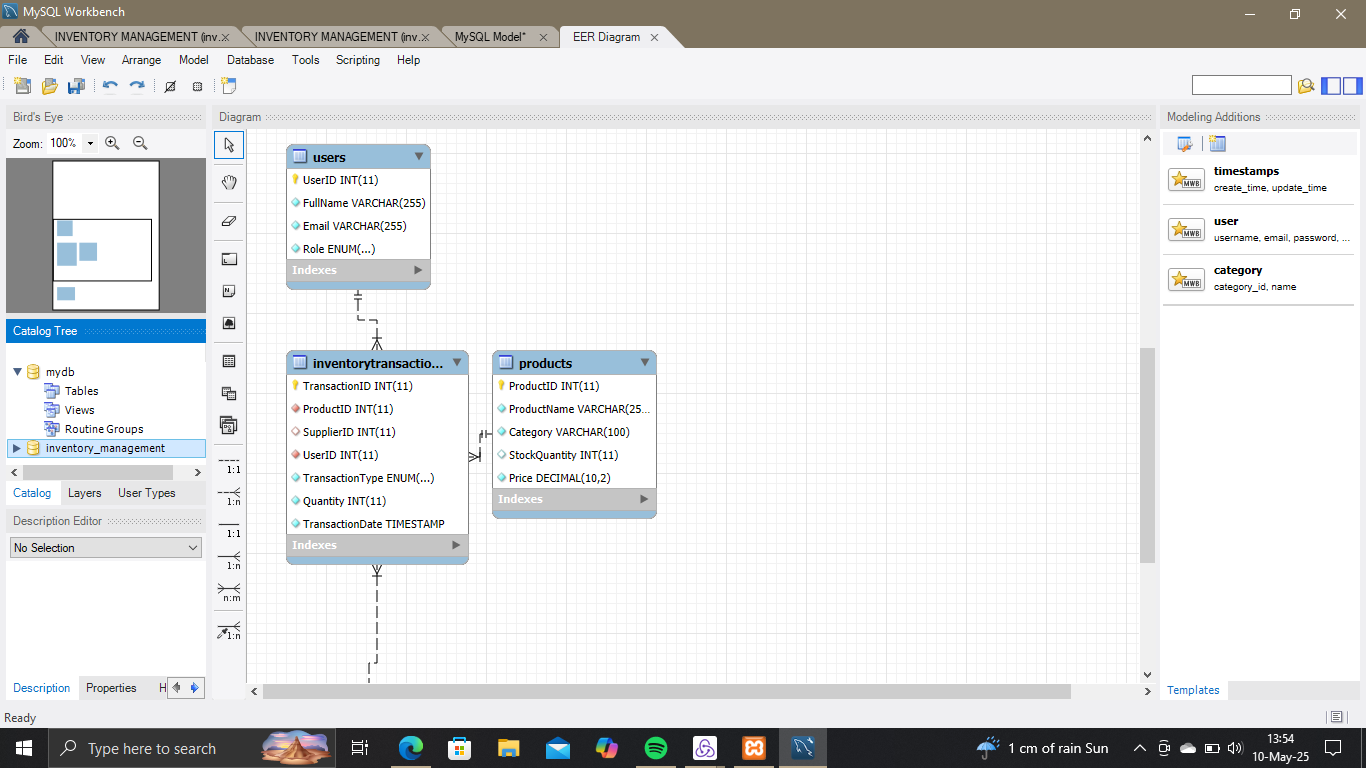 MySQL Workbench
INVENTORY MANAGEMENT (inv.
INVENTORY MANAGEMENT (inv.
MySQL Model*
EER Diagram
File Edit View Arrange Model Database Tools Scripting Help
Bird's Eye
Zoom: 100%
Catalog Tree
mydb
Tables
Views
Routine Groups
inventory_management
Catalog Layers User Types
Description Editor
No Selection
Description Properties H
Ready
Diagram
1:1
1:n
1:1
1:n
n:m
1:n
users
UserID INT(11)
FullName VARCHAR(255)
Email VARCHAR(255)
Role ENUM(...)
Indexes
inventorytransactio...
TransactionID INT(11)
ProductID INT(11)
SupplierID INT(11)
UserID INT(11)
TransactionType ENUM(...)
Quantity INT(11)
TransactionDate TIMESTAMP
Indexes
products
ProductID INT(11)
ProductName VARCHAR(25...
Category VARCHAR(100)
StockQuantity INT(11)
Price DECIMAL(10,2)
Indexes
Modeling Additions
MWB
timestamps
create_time, update_time
MWB
user
username, email, password, ...
MWB
category
category_id, name
Templates
Type here to search
1 cm of rain Sun
13:54
10-May-25